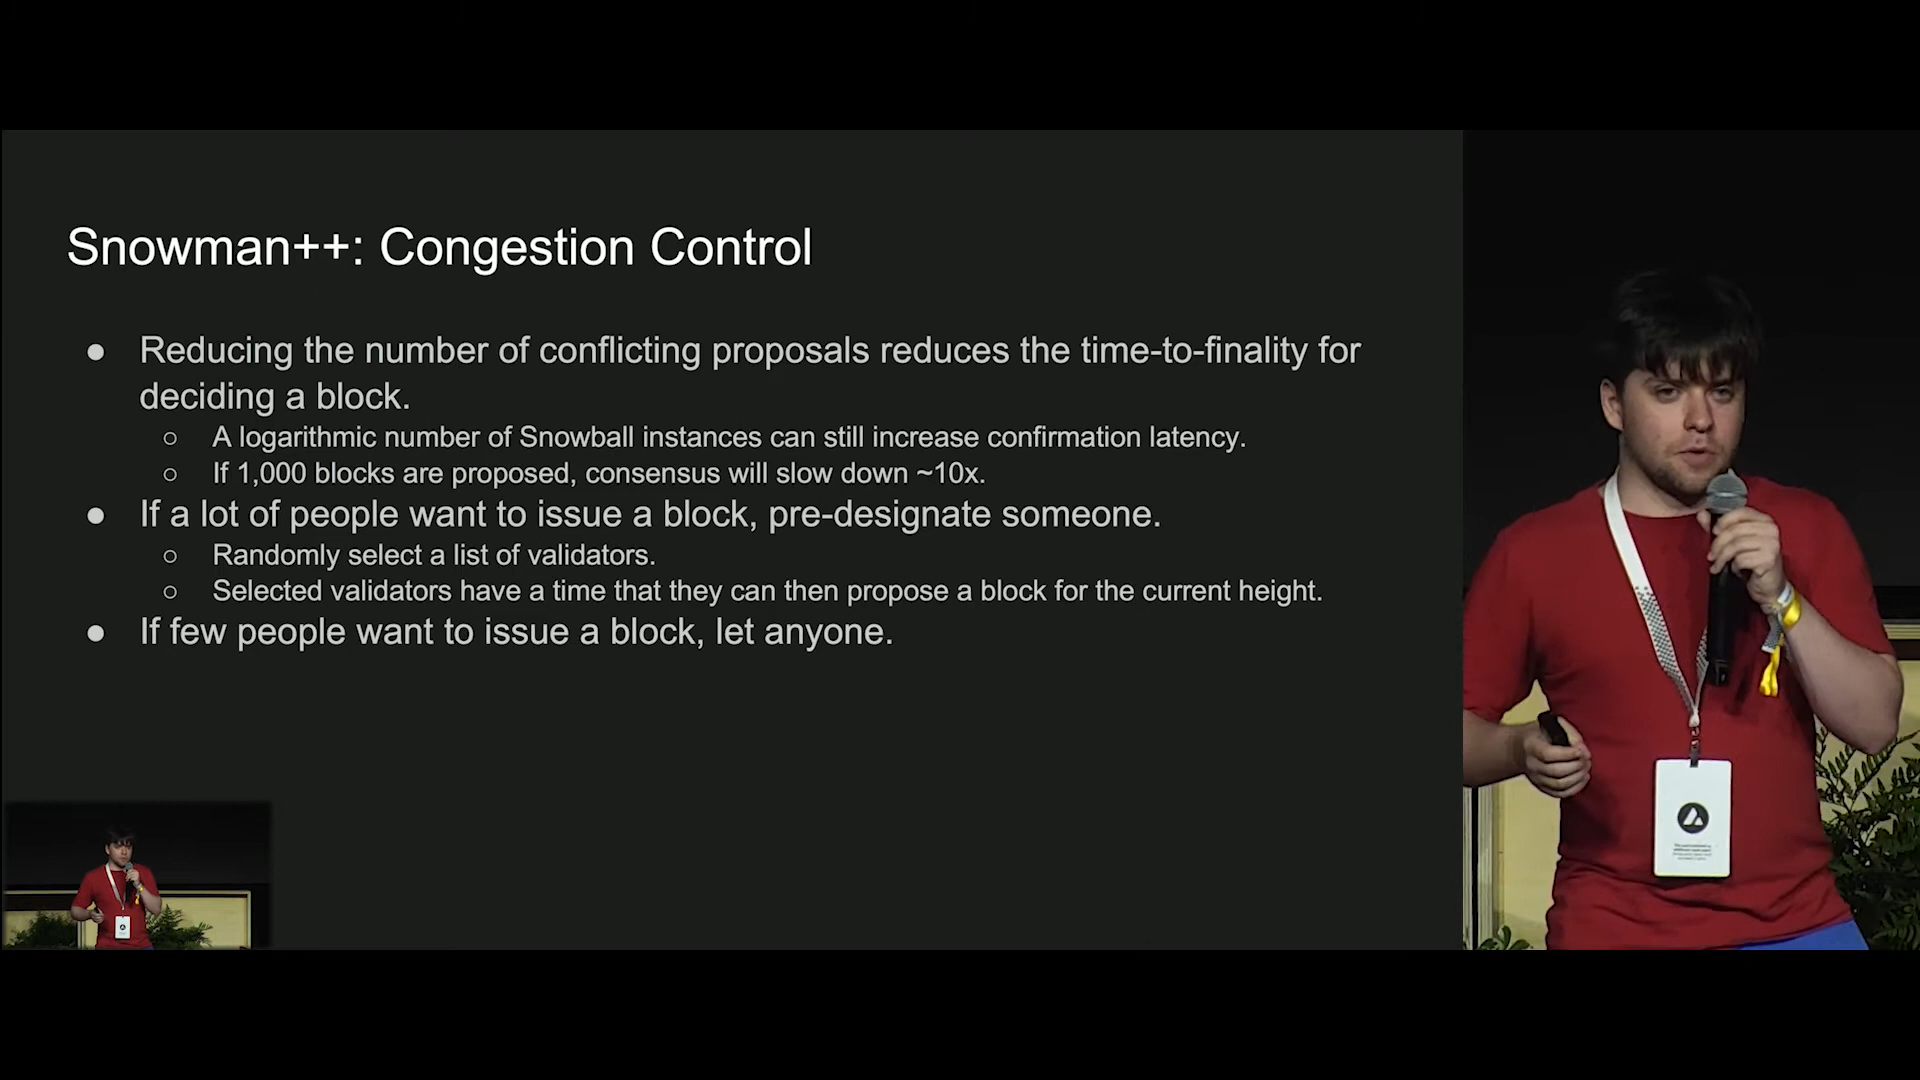 Snowman++: Congestion Control
● Reducing the number of conflicting proposals reduces the time-to-finality for
deciding a block.
○ A logarithmic number of Snowball instances can still increase confirmation latency.
○ If 1,000 blocks are proposed, consensus will slow down ~10x.
● If a lot of people want to issue a block, pre-designate someone.
○ Randomly select a list of validators.
○ Selected validators have a time that they can then propose a block for the current height.
● If few people want to issue a block, let anyone.